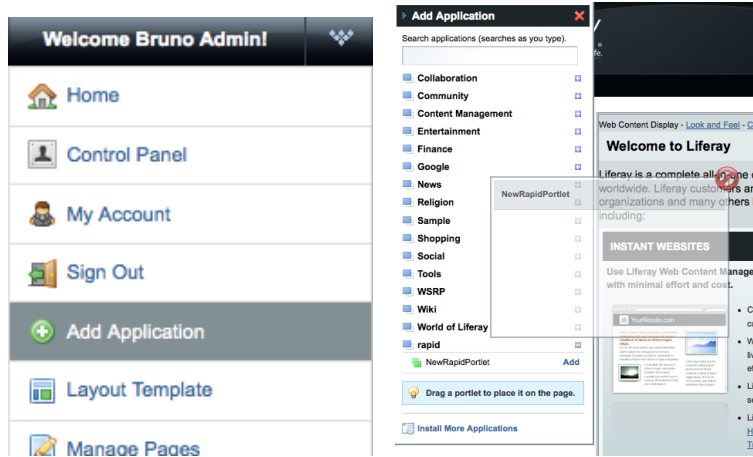 Welcome Bruno Admin!
Home
Control Panel
My Account
Sign Out
Add Application
Layout Template
Manage Pages
Add Application
Search applications (searches as you type).
Collaboration
Community
Content Management
Entertainment
Finance
Google
News
Religion
Sample
Shopping
Social
Tools
WSRP
Wiki
World of Liferay
rapid
NewRapidPortlet Add
Drag a portlet to place it on the page.
Install More Applications
NewRapidPortlet
Web Content Display - Look and Feel - C
Welcome to Liferay
Liferay is a complete all-in-one
worldwide. Liferay customers an
organizations and many others
including:
INSTANT WEBSITES
Use Liferay Web Content Manage
with minimal effort and cost.
YourWebsite.com